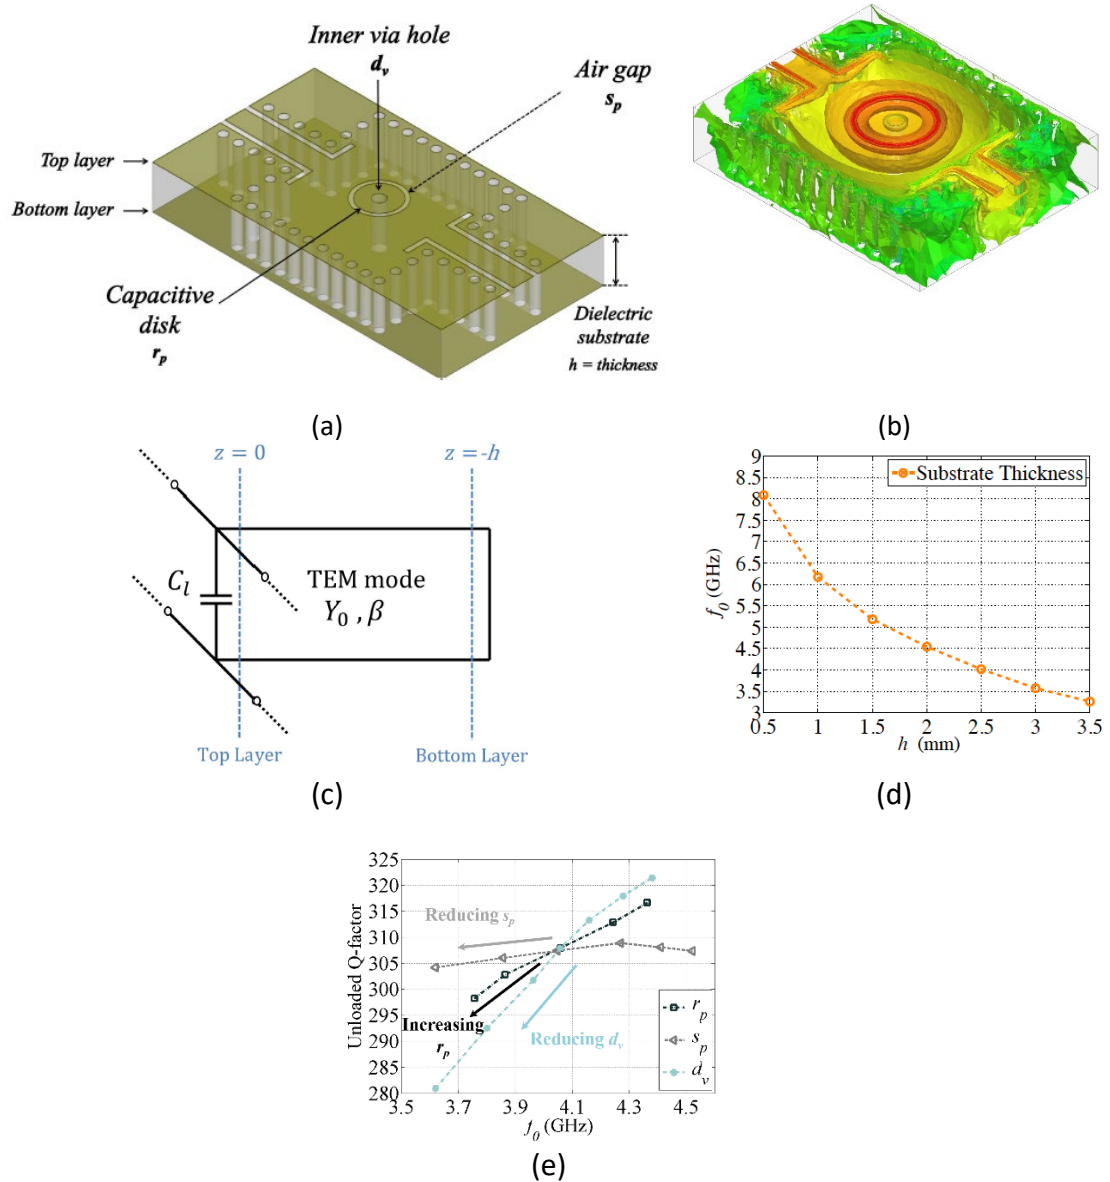 Inner via hole
d_v
Air gap
s_p
Top layer
Bottom layer
Capacitive
disk
r_p
Dielectric
substrate
h = thickness
(a)
(b)
z = 0
z = -h
C_l
TEM mode
Y_0 , β
Top Layer
Bottom Layer
(c)
Substrate Thickness
f_0 (GHz)
9
8.5
8
7.5
7
6.5
6
5.5
5
4.5
4
3.5
3
0.5
1
1.5
2
2.5
3
3.5
h (mm)
(d)
Unloaded Q-factor
325
320
315
310
305
300
295
290
285
280
Reducing s_p
Increasing
r_p
Reducing d_v
r_p
s_p
d_v
3.5
3.7
3.9
4.1
4.3
4.5
f_0 (GHz)
(e)